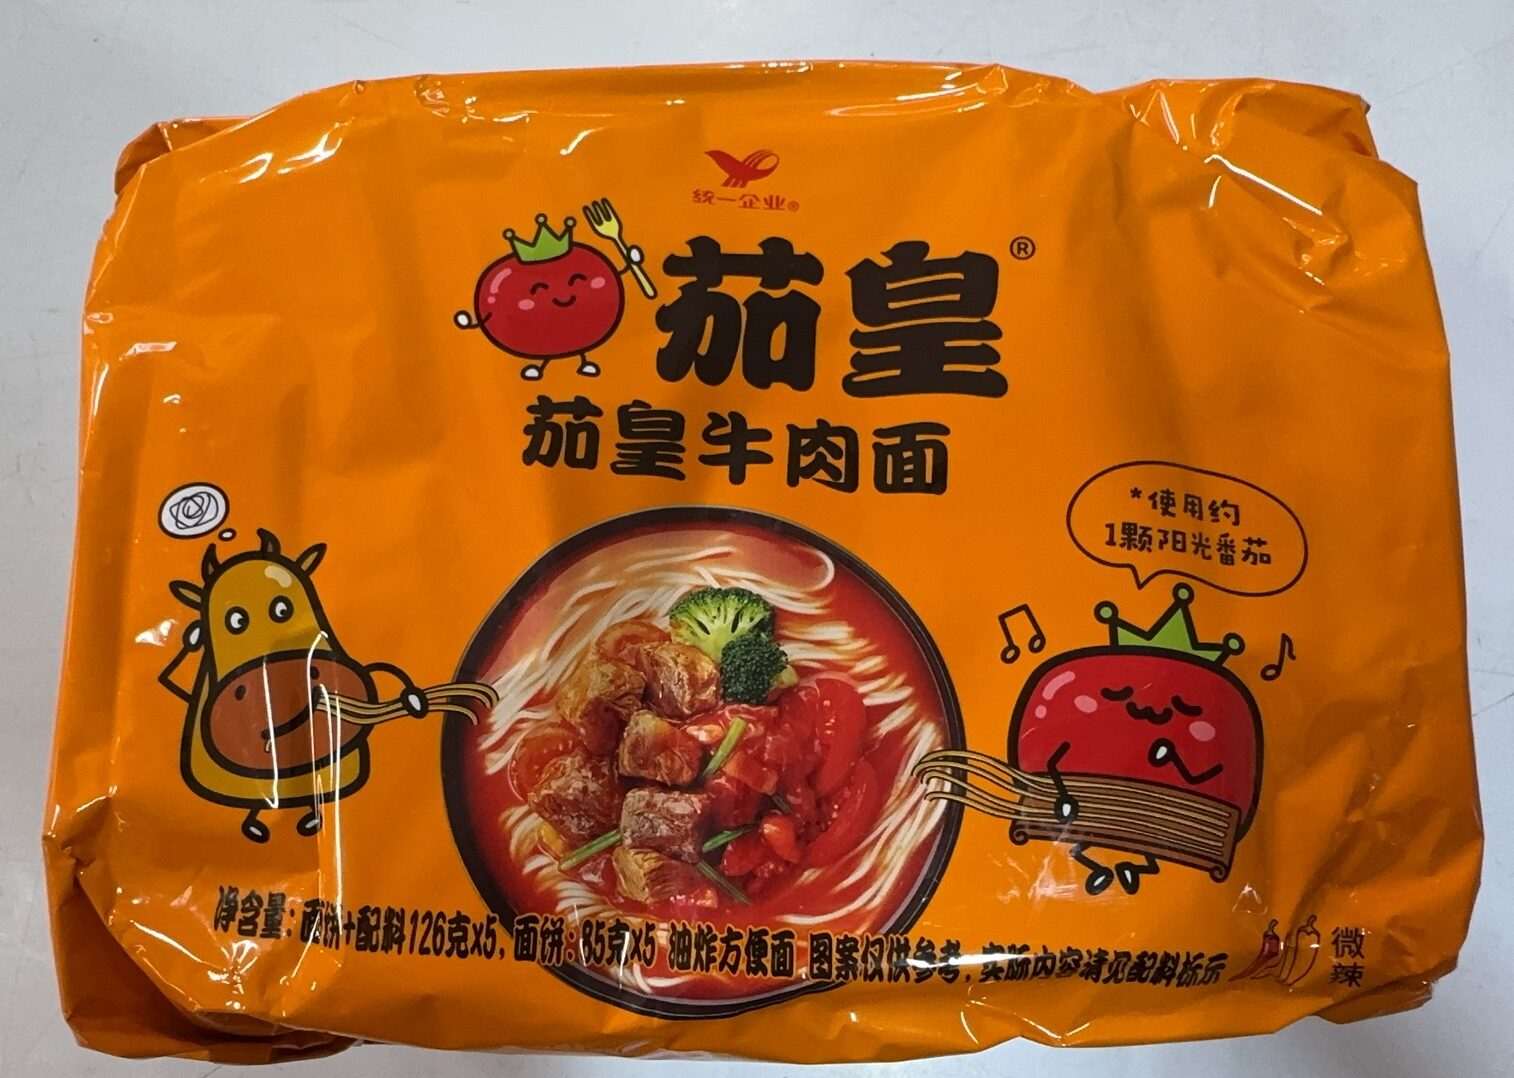 统一企业®
茄皇®
茄皇牛肉面
*使用约
1颗阳光番茄
净含量：面饼+配料126克x5, 面饼：85克x5 油炸方便面 图案仅供参考，实际内容请见配料标示
微
辣